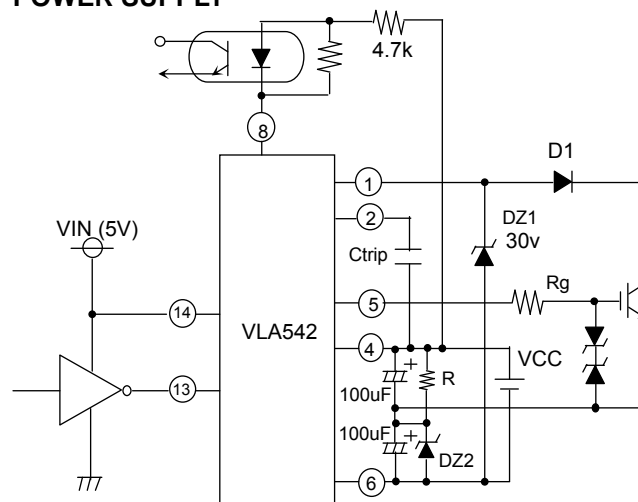 POWER SUPPLY
4.7k
8
D1
1
2
VIN (5V)
DZ1
30v
Ctrip
Rg
14
5
VLA542
4
VCC
13
+
R
100uF
100uF
+
DZ2
6